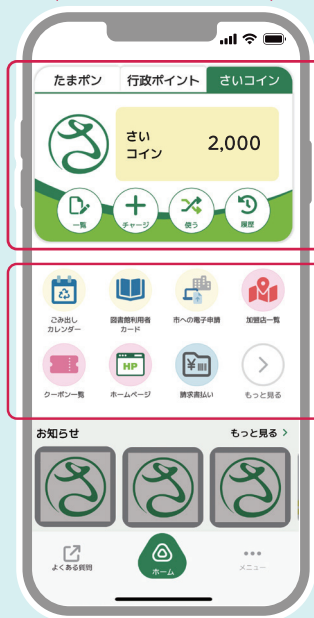 たまポン 行政ポイント さいコイン
さい
コイン
2,000
一覧 チャージ 使う 履歴
ごみ出し
カレンダー
図書館利用者
カード
市への電子申請
加盟店一覧
クーポン一覧
HP
ホームページ
¥
請求書払い
もっと見る
お知らせ もっと見る
よくある質問 ホーム メニュー